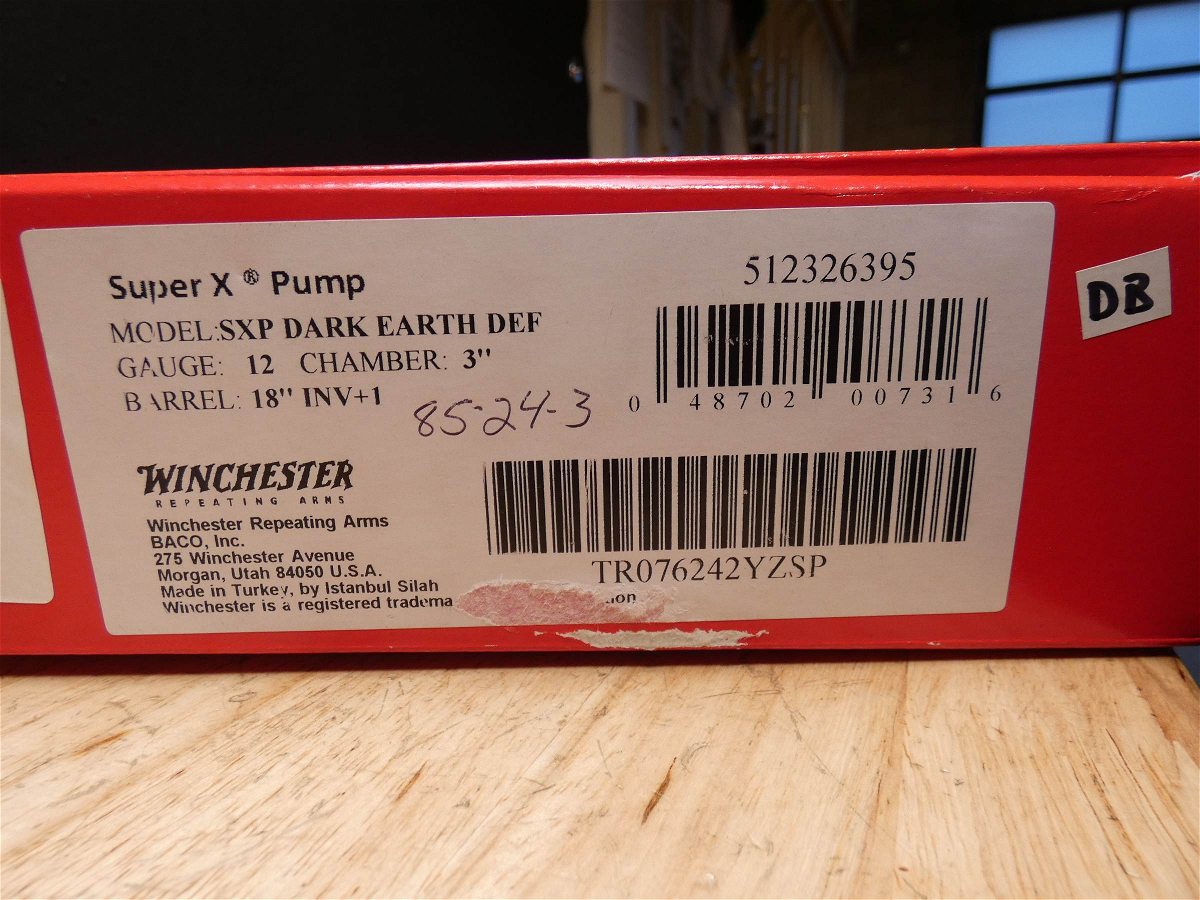 Super X ® Pump
MODEL:SXP DARK EARTH DEF
GAUGE: 12 CHAMBER: 3"
BARREL: 18" INV+1
85-24-3
512326395
0 48702 00731 6
DB
WINCHESTER
REPEATING ARMS
Winchester Repeating Arms
BACO, Inc.
275 Winchester Avenue
Morgan, Utah 84050 U.S.A.
Made in Turkey, by Istanbul Silah
Winchester is a registered tradema
TR076242YZSP